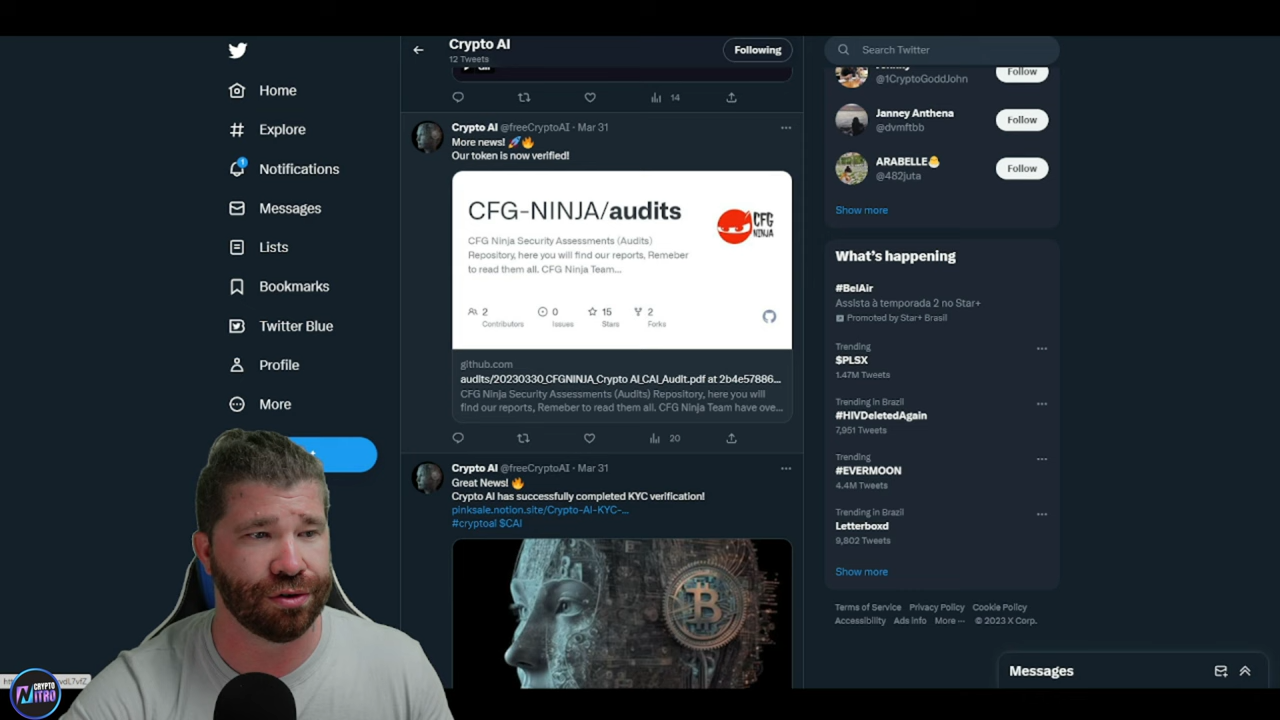 Crypto AI
12 Tweets
Following
Search Twitter
Home
Explore
Notifications
1
Messages
Lists
Bookmarks
Twitter Blue
Profile
More
14
Crypto AI @freeCryptoAI · Mar 31
More news! 🚀🔥
Our token is now verified!
CFG-NINJA/audits
CFG
NINJA
CFG Ninja Security Assessments (Audits)
Repository, here you will find our reports, Remeber
to read them all. CFG Ninja Team...
2
Contributors
0
Issues
15
Stars
2
Forks
github.com
audits/20230330_CFGNINJA_Crypto AI_CAI_Audit.pdf at 2b4e57886...
CFG Ninja Security Assessments (Audits) Repository, here you will
find our reports, Remeber to read them all. CFG Ninja Team have ove...
20
Crypto AI @freeCryptoAI · Mar 31
Great News! 🔥
Crypto AI has successfully completed KYC verification!
pinksale.notion.site/Crypto-AI-KYC-...
#cryptoai $CAI
@1CryptoGoddJohn
Follow
Janney Anthena
@dvmftbb
Follow
ARABELLE🐣
@482juta
Follow
Show more
What's happening
#BelAir
Assista à temporada 2 no Star+
Promoted by Star+ Brasil
Trending
$PLSX
1.47M Tweets
Trending in Brazil
#HIVDeletedAgain
7,951 Tweets
Trending
#EVERMOON
4.4M Tweets
Trending in Brazil
Letterboxd
9,802 Tweets
Show more
Terms of Service Privacy Policy Cookie Policy
Accessibility Ads info More ··· © 2023 X Corp.
Messages
CRYPTO
NITRO